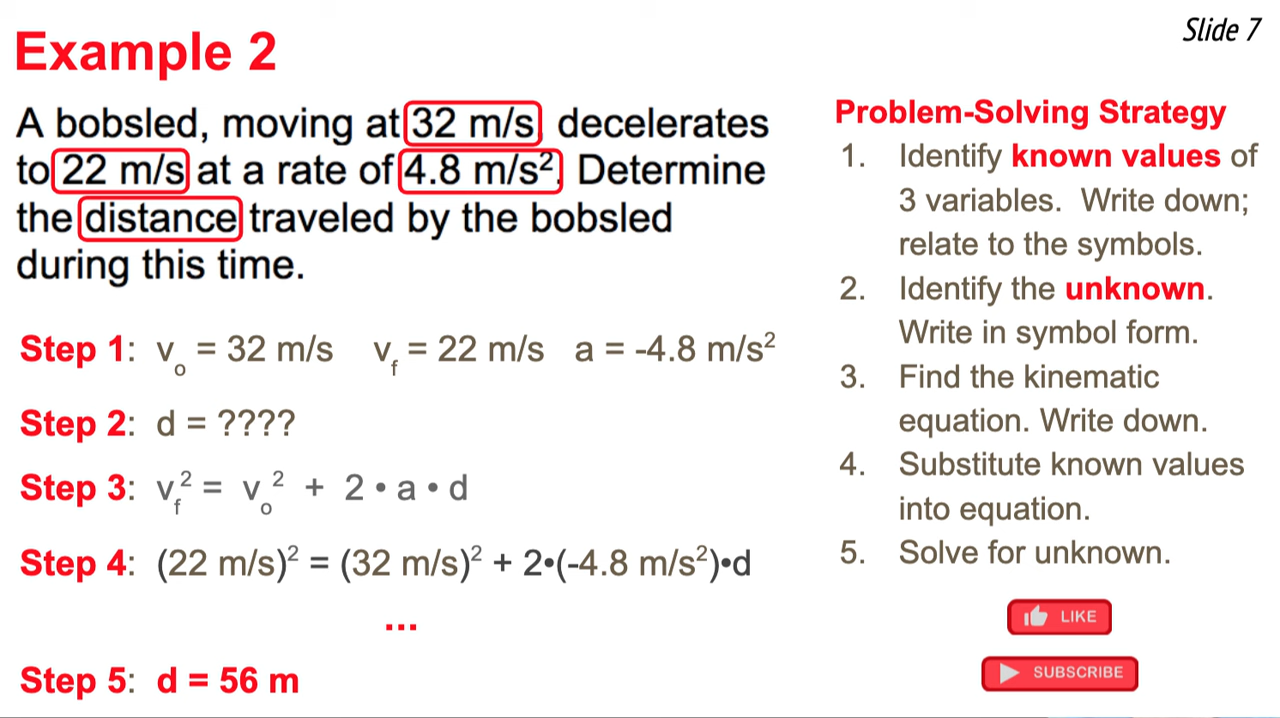 Slide 7
Example 2
A bobsled, moving at 32 m/s, decelerates
to 22 m/s at a rate of 4.8 m/s². Determine
the distance traveled by the bobsled
during this time.
Step 1: vₒ = 32 m/s v_f = 22 m/s a = -4.8 m/s²
Step 2: d = ????
Step 3: v_f² = vₒ² + 2 • a • d
Step 4: (22 m/s)² = (32 m/s)² + 2•(-4.8 m/s²)•d
...
Step 5: d = 56 m
Problem-Solving Strategy
1. Identify known values of
3 variables. Write down;
relate to the symbols.
2. Identify the unknown.
Write in symbol form.
3. Find the kinematic
equation. Write down.
4. Substitute known values
into equation.
5. Solve for unknown.
LIKE
SUBSCRIBE